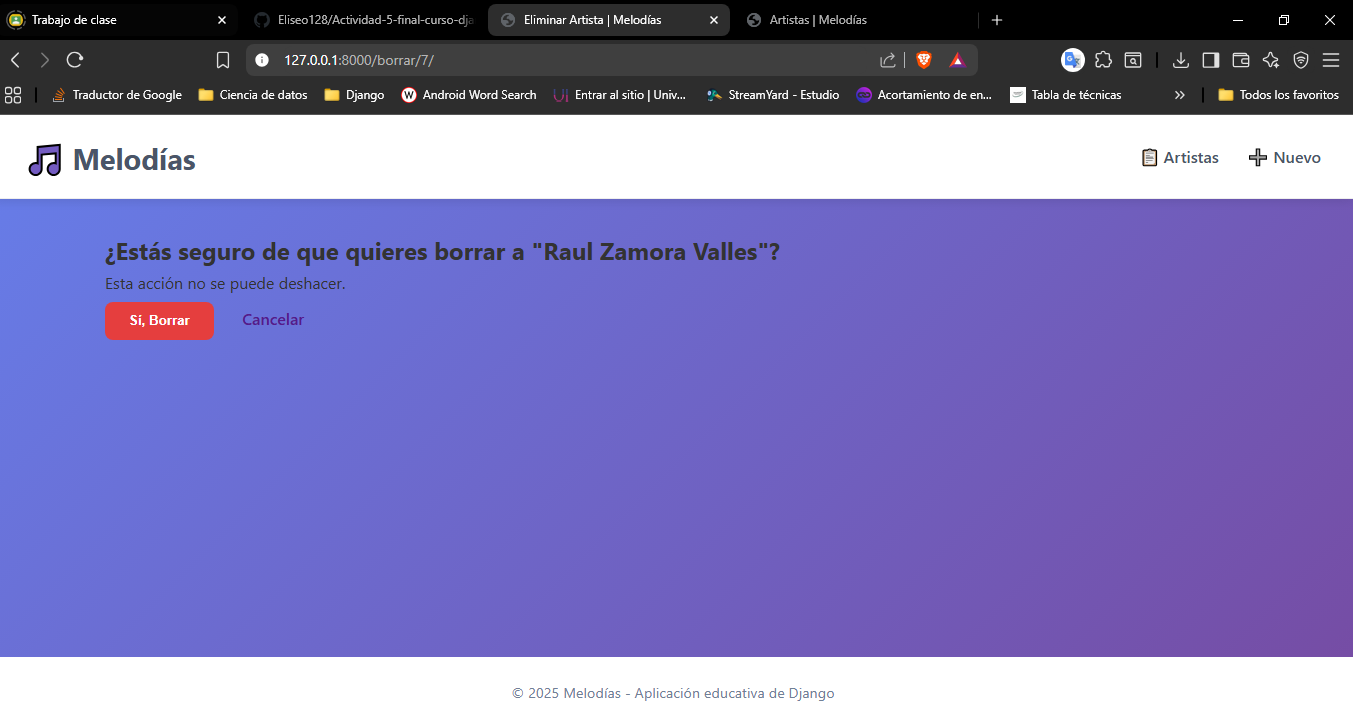 Trabajo de clase
Eliseo128/Actividad-5-final-curso-dja
Eliminar Artista | Melodías
Artistas | Melodías
127.0.0.1:8000/borrar/7/
Traductor de Google
Ciencia de datos
Django
Android Word Search
Entrar al sitio | Univ...
StreamYard - Estudio
Acortamiento de en...
Tabla de técnicas
Todos los favoritos
Melodías
Artistas
Nuevo
¿Estás seguro de que quieres borrar a "Raul Zamora Valles"?
Esta acción no se puede deshacer.
Sí, Borrar
Cancelar
© 2025 Melodías - Aplicación educativa de Django